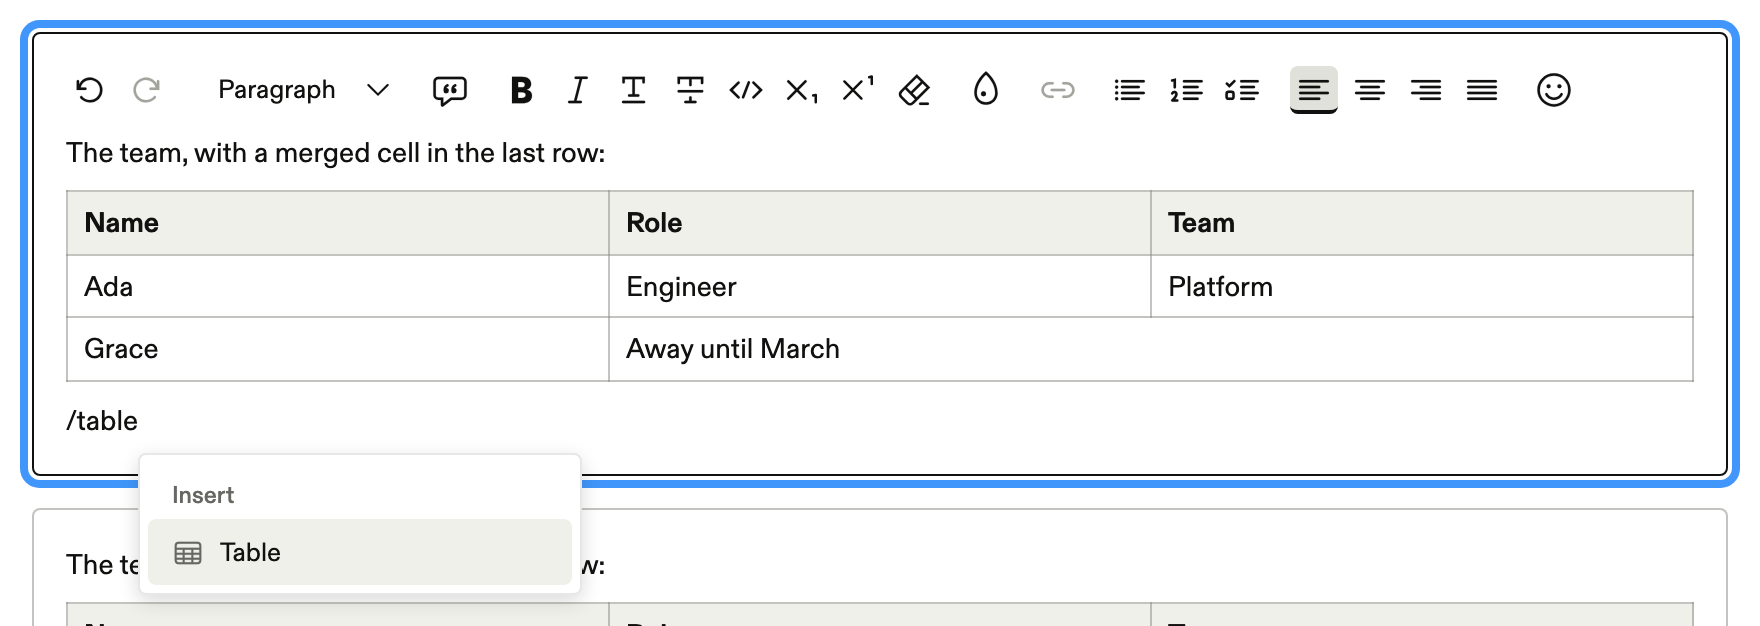 Paragraph
The team, with a merged cell in the last row:
Name Role Team
Ada Engineer Platform
Grace Away until March
/table
Insert
Table
The w: